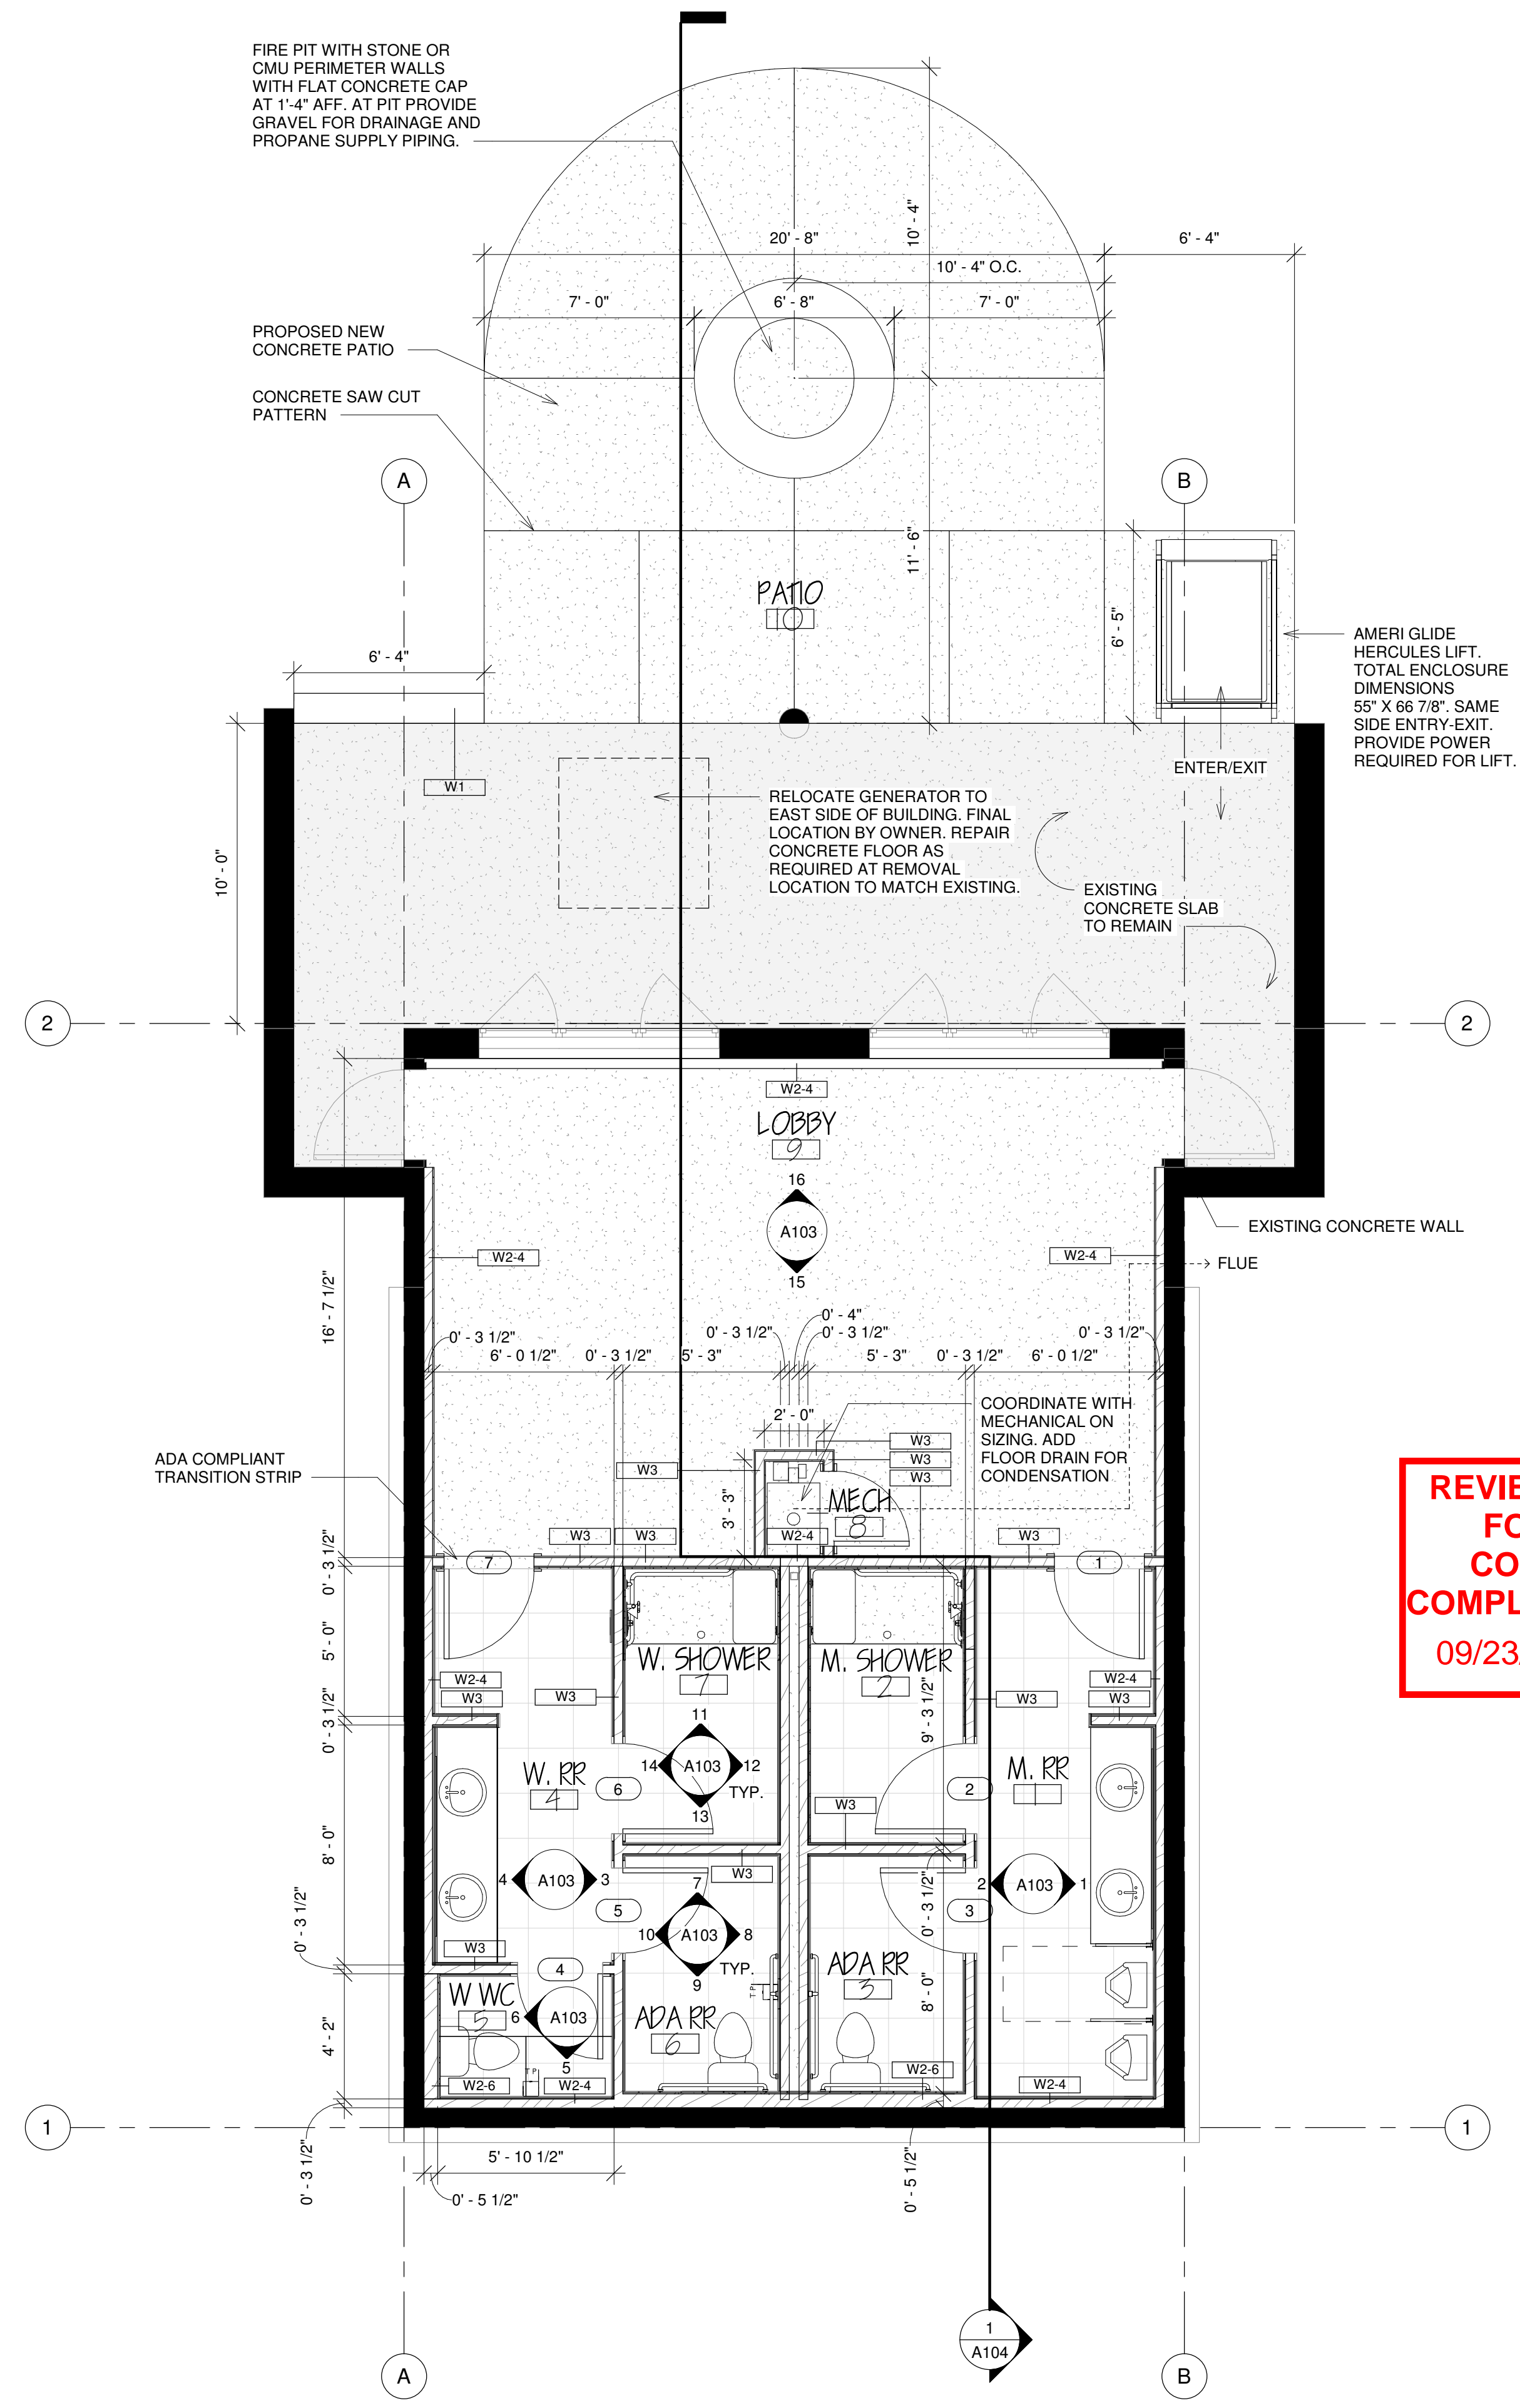 FIRE PIT WITH STONE OR
CMU PERIMETER WALLS
WITH FLAT CONCRETE CAP
AT 1'-4" AFF. AT PIT PROVIDE
GRAVEL FOR DRAINAGE AND
PROPANE SUPPLY PIPING.
10' - 4"
20' - 8"
6' - 4"
10' - 4" O.C.
7' - 0"
6' - 8"
7' - 0"
PROPOSED NEW
CONCRETE PATIO
CONCRETE SAW CUT
PATTERN
A
B
11' - 6"
PATIO
10
6' - 5"
6' - 4"
AMERI GLIDE
HERCULES LIFT.
TOTAL ENCLOSURE
DIMENSIONS
55" X 66 7/8". SAME
SIDE ENTRY-EXIT.
PROVIDE POWER
REQUIRED FOR LIFT.
W1
ENTER/EXIT
RELOCATE GENERATOR TO
EAST SIDE OF BUILDING. FINAL
LOCATION BY OWNER. REPAIR
CONCRETE FLOOR AS
REQUIRED AT REMOVAL
LOCATION TO MATCH EXISTING.
10' - 0"
EXISTING
CONCRETE SLAB
TO REMAIN
2
2
W2-4
LOBBY
9
16
A103
15
EXISTING CONCRETE WALL
W2-4
W2-4
FLUE
16' - 7 1/2"
0' - 4"
0' - 3 1/2"
0' - 3 1/2"
0' - 3 1/2"
0' - 3 1/2"
6' - 0 1/2"
0' - 3 1/2"
5' - 3"
5' - 3"
0' - 3 1/2"
6' - 0 1/2"
2' - 0"
COORDINATE WITH
MECHANICAL ON
SIZING. ADD
FLOOR DRAIN FOR
CONDENSATION
W3
W3
W3
W3
ADA COMPLIANT
TRANSITION STRIP
3' - 3"
MECH
8
REVIE
FO
CO
COMPL
09/23/
W3
W3
W2-4
W3
7
1
0' - 3 1/2"
5' - 0"
W. SHOWER
7
M. SHOWER
2
W2-4
W3
W3
W3
W2-4
W3
0' - 3 1/2"
9' - 3 1/2"
11
14
A103
12
13
TYP.
W. RR
4
6
M. RR
1
2
W3
8' - 0"
W3
4
A103
3
5
7
10
A103
8
9
TYP.
2
A103
1
3
0' - 3 1/2"
0' - 3 1/2"
W3
4
W WC
5
6
A103
5
ADA RR
6
ADA RR
3
T P
T P
8' - 0"
4' - 2"
W2-6
W2-4
W2-6
W2-4
1
1
0' - 3 1/2"
5' - 10 1/2"
0' - 5 1/2"
0' - 5 1/2"
1
A104
A
B